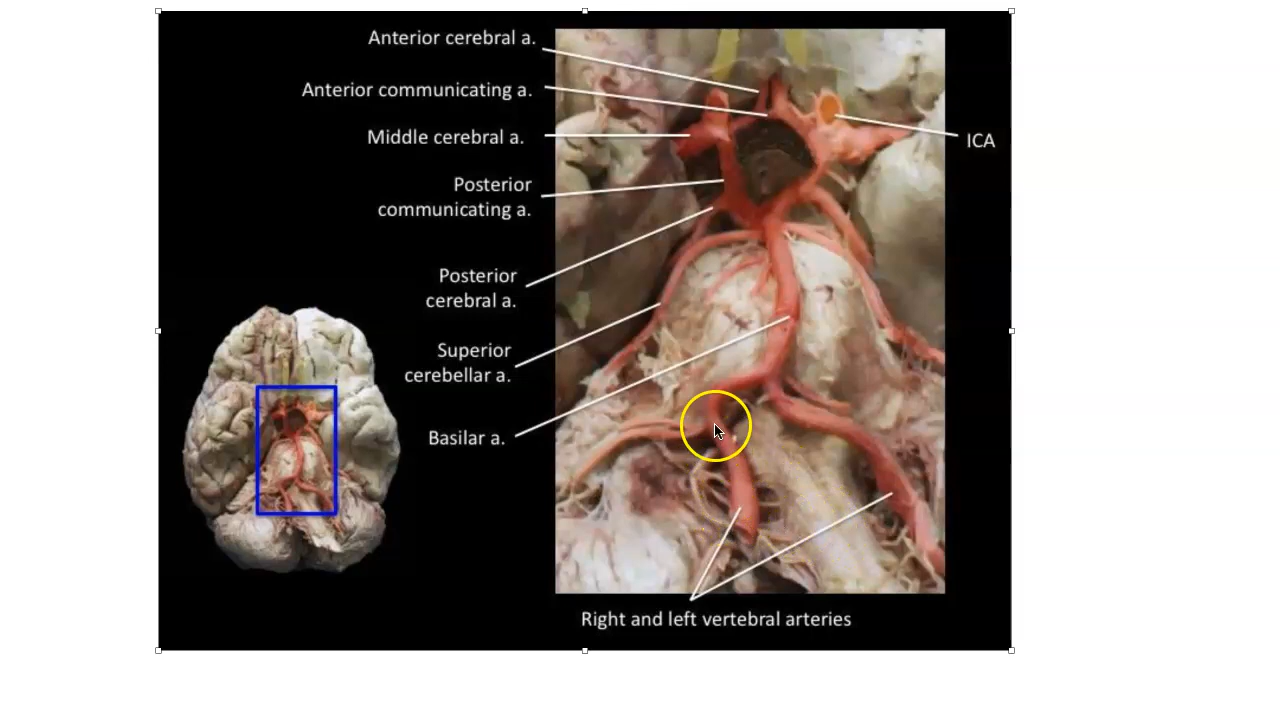 Anterior cerebral a.
Anterior communicating a.
Middle cerebral a.
ICA
Posterior
communicating a.
Posterior
cerebral a.
Superior
cerebellar a.
Basilar a.
Right and left vertebral arteries